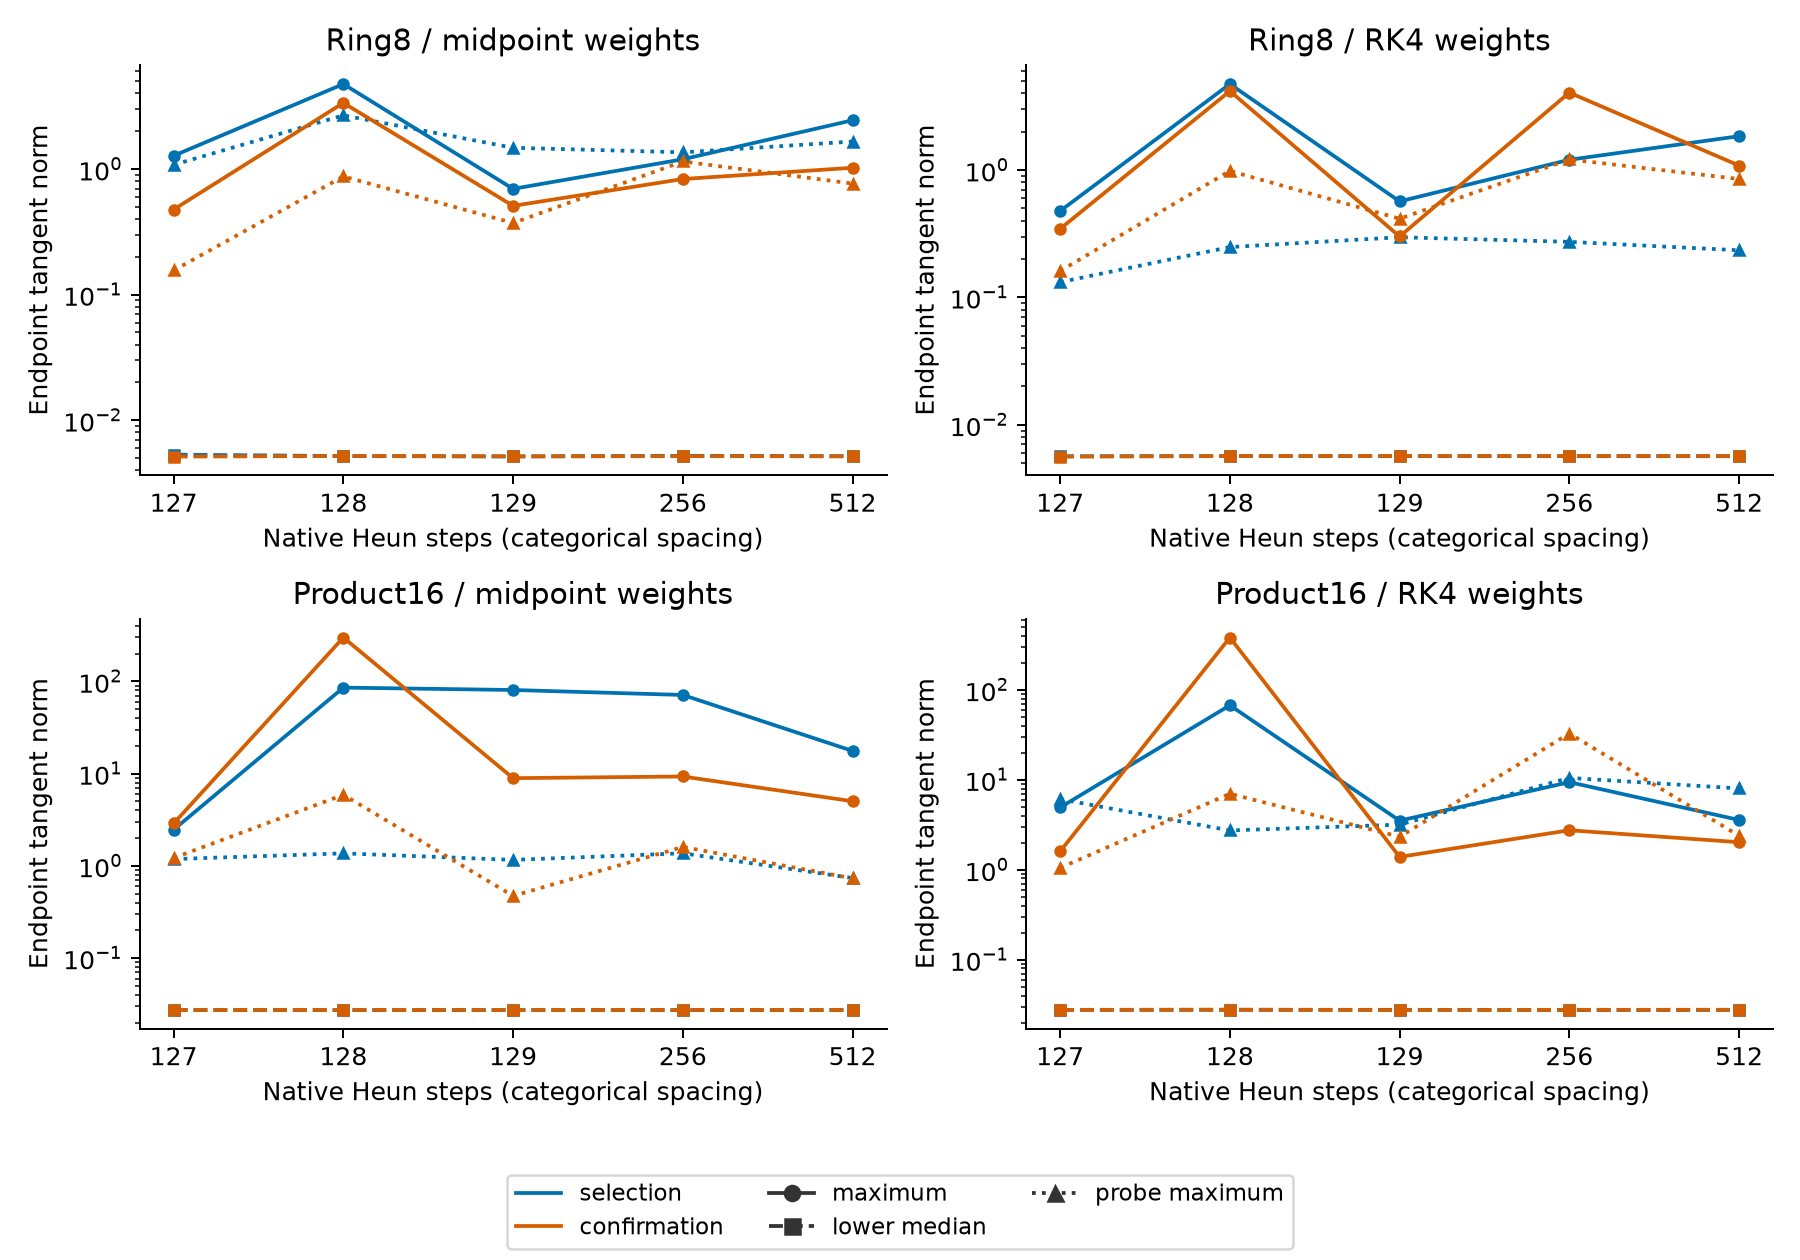 Ring8 / midpoint weights
Endpoint tangent norm
10⁰
10⁻¹
10⁻²
127 128 129 256 512
Native Heun steps (categorical spacing)
Ring8 / RK4 weights
Endpoint tangent norm
10⁰
10⁻¹
10⁻²
127 128 129 256 512
Native Heun steps (categorical spacing)
Product16 / midpoint weights
Endpoint tangent norm
10²
10¹
10⁰
10⁻¹
127 128 129 256 512
Native Heun steps (categorical spacing)
Product16 / RK4 weights
Endpoint tangent norm
10²
10¹
10⁰
10⁻¹
127 128 129 256 512
Native Heun steps (categorical spacing)
selection maximum probe maximum
confirmation lower median